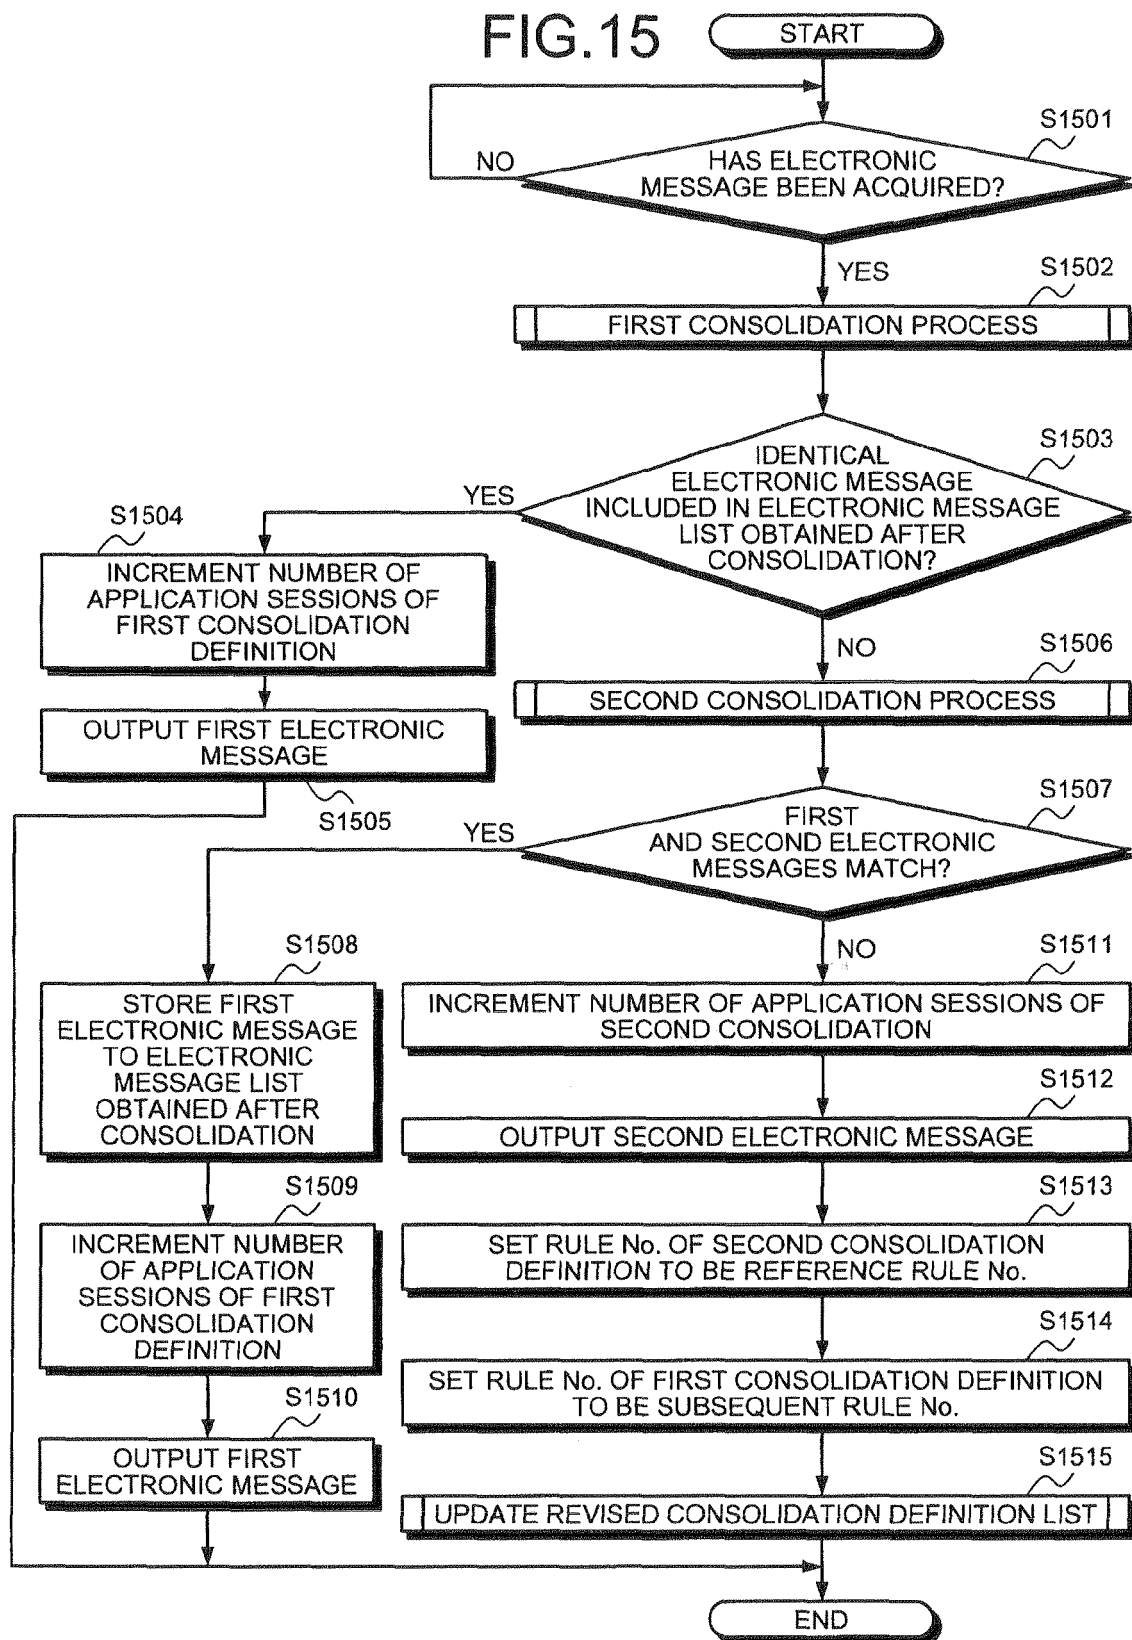 FIG.15
START
S1501
HAS ELECTRONIC
MESSAGE BEEN ACQUIRED?
NO
YES
S1502
FIRST CONSOLIDATION PROCESS
S1503
IDENTICAL
ELECTRONIC MESSAGE
INCLUDED IN ELECTRONIC MESSAGE
LIST OBTAINED AFTER
CONSOLIDATION?
YES
S1504
INCREMENT NUMBER OF
APPLICATION SESSIONS OF
FIRST CONSOLIDATION
DEFINITION
OUTPUT FIRST ELECTRONIC
MESSAGE
S1505
NO
S1506
SECOND CONSOLIDATION PROCESS
S1507
FIRST
AND SECOND ELECTRONIC
MESSAGES MATCH?
YES
S1508
STORE FIRST
ELECTRONIC MESSAGE
TO ELECTRONIC
MESSAGE LIST
OBTAINED AFTER
CONSOLIDATION
S1509
INCREMENT NUMBER
OF APPLICATION
SESSIONS OF FIRST
CONSOLIDATION
DEFINITION
S1510
OUTPUT FIRST
ELECTRONIC MESSAGE
NO
S1511
INCREMENT NUMBER OF APPLICATION SESSIONS OF
SECOND CONSOLIDATION
S1512
OUTPUT SECOND ELECTRONIC MESSAGE
S1513
SET RULE No. OF SECOND CONSOLIDATION
DEFINITION TO BE REFERENCE RULE No.
S1514
SET RULE No. OF FIRST CONSOLIDATION DEFINITION
TO BE SUBSEQUENT RULE No.
S1515
UPDATE REVISED CONSOLIDATION DEFINITION LIST
END